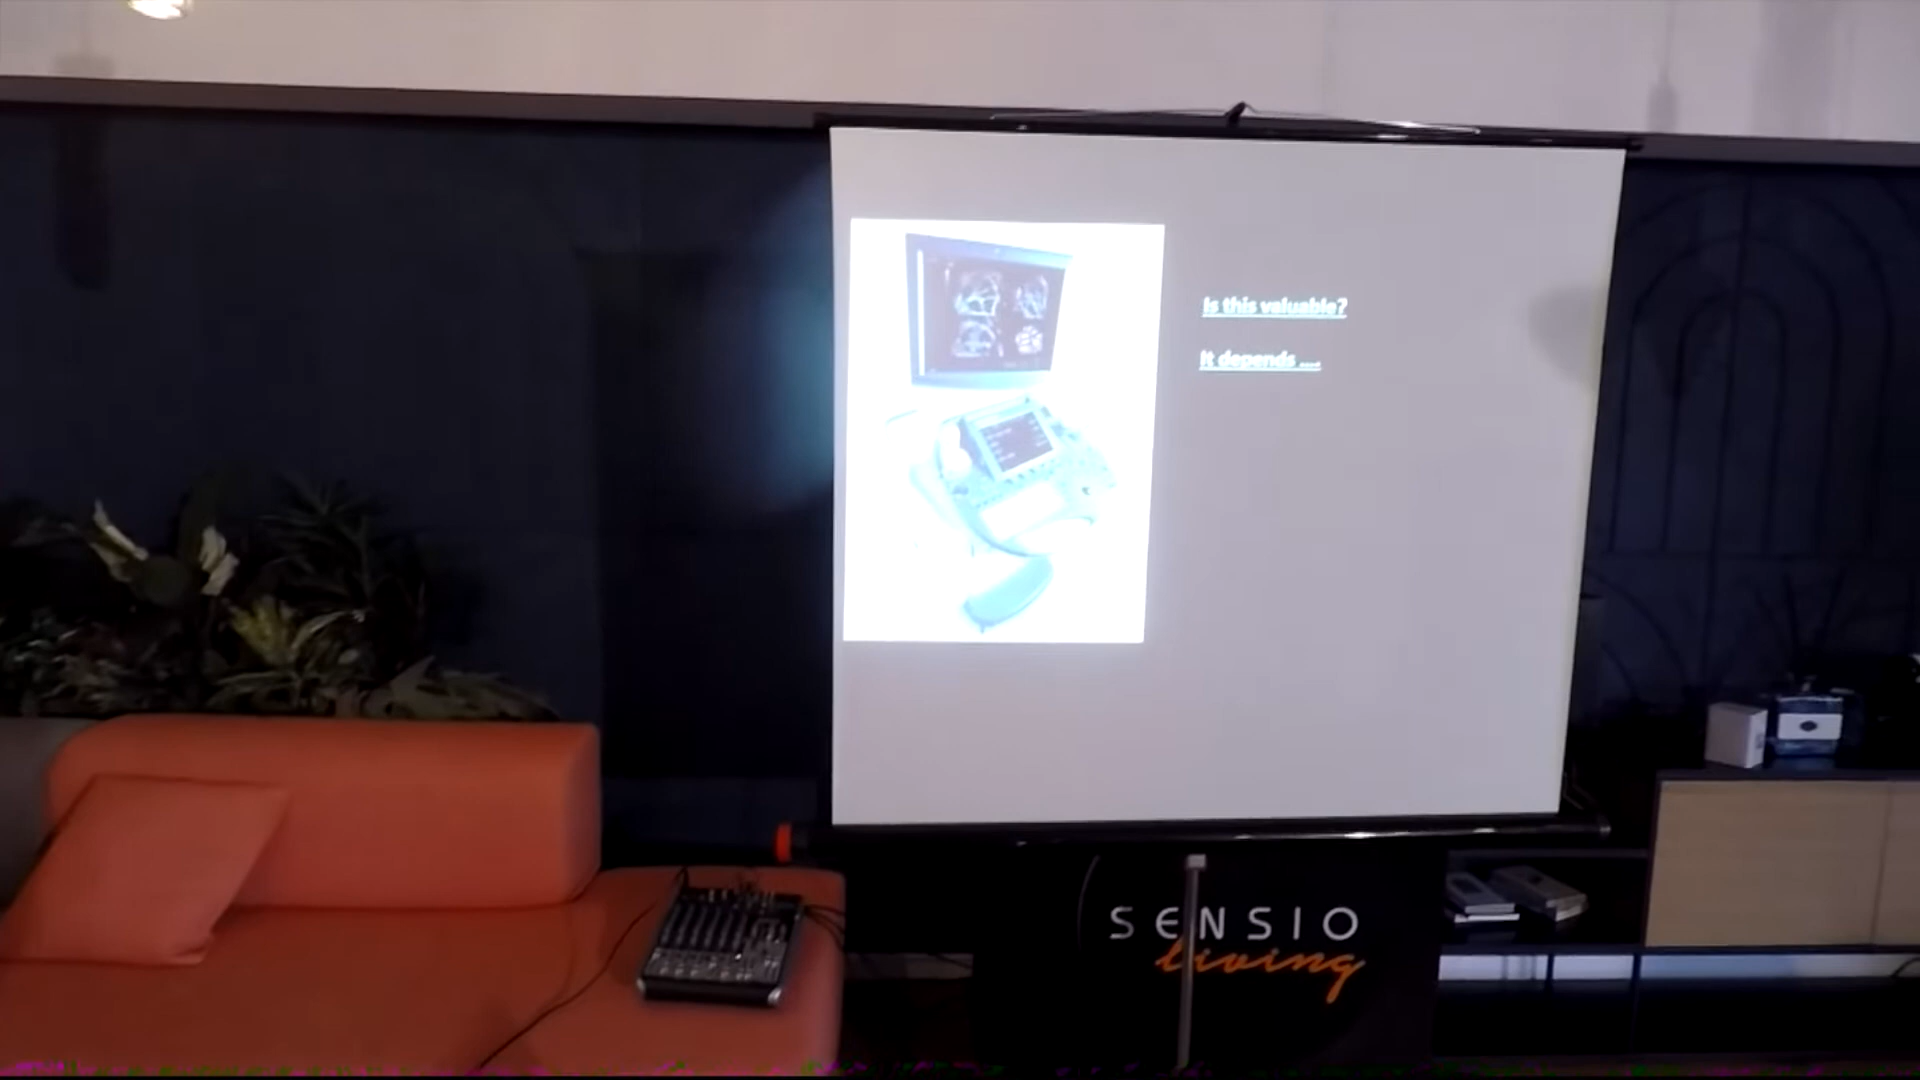 Is this valuable?
It depends ....
SENSIO
living